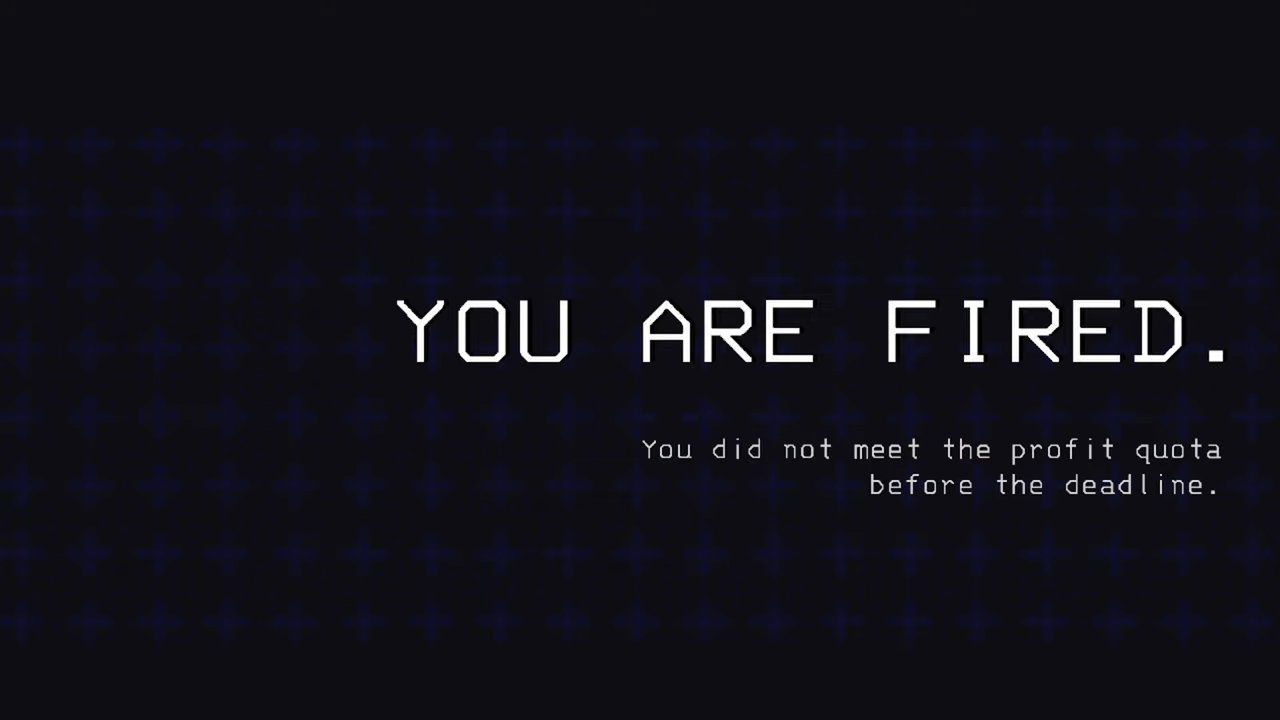 YOU ARE FIRED.
You did not meet the profit quota
before the deadline.